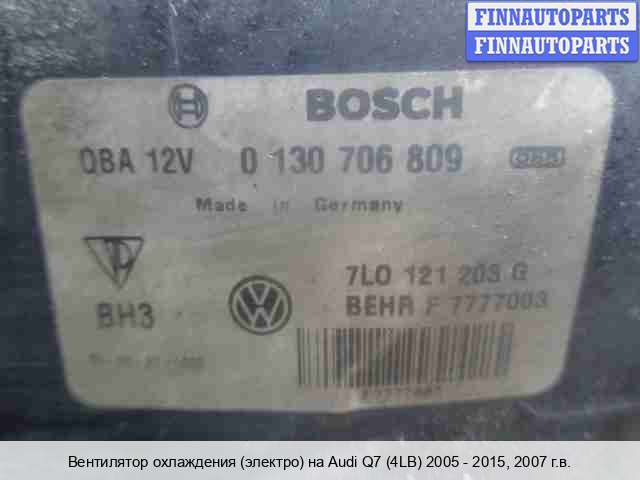 FINNAUTOPARTS
FINNAUTOPARTS
BOSCH
QBA 12V 0 130 706 809
Made in Germany
7L0 121 203 G
BH3
BEHR F 7777003
Вентилятор охлаждения (электро) на Audi Q7 (4LB) 2005 - 2015, 2007 г.в.